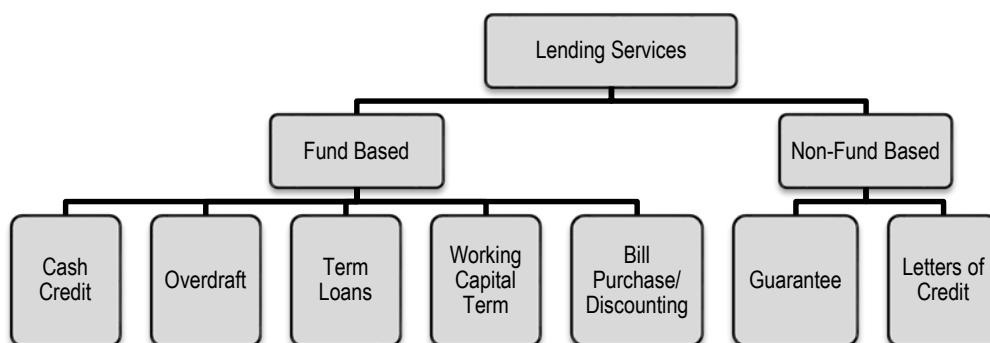 Lending Services
Fund Based
Non-Fund Based
Cash
Credit
Overdraft
Term
Loans
Working
Capital
Term
Bill
Purchase/
Discounting
Guarantee
Letters of
Credit